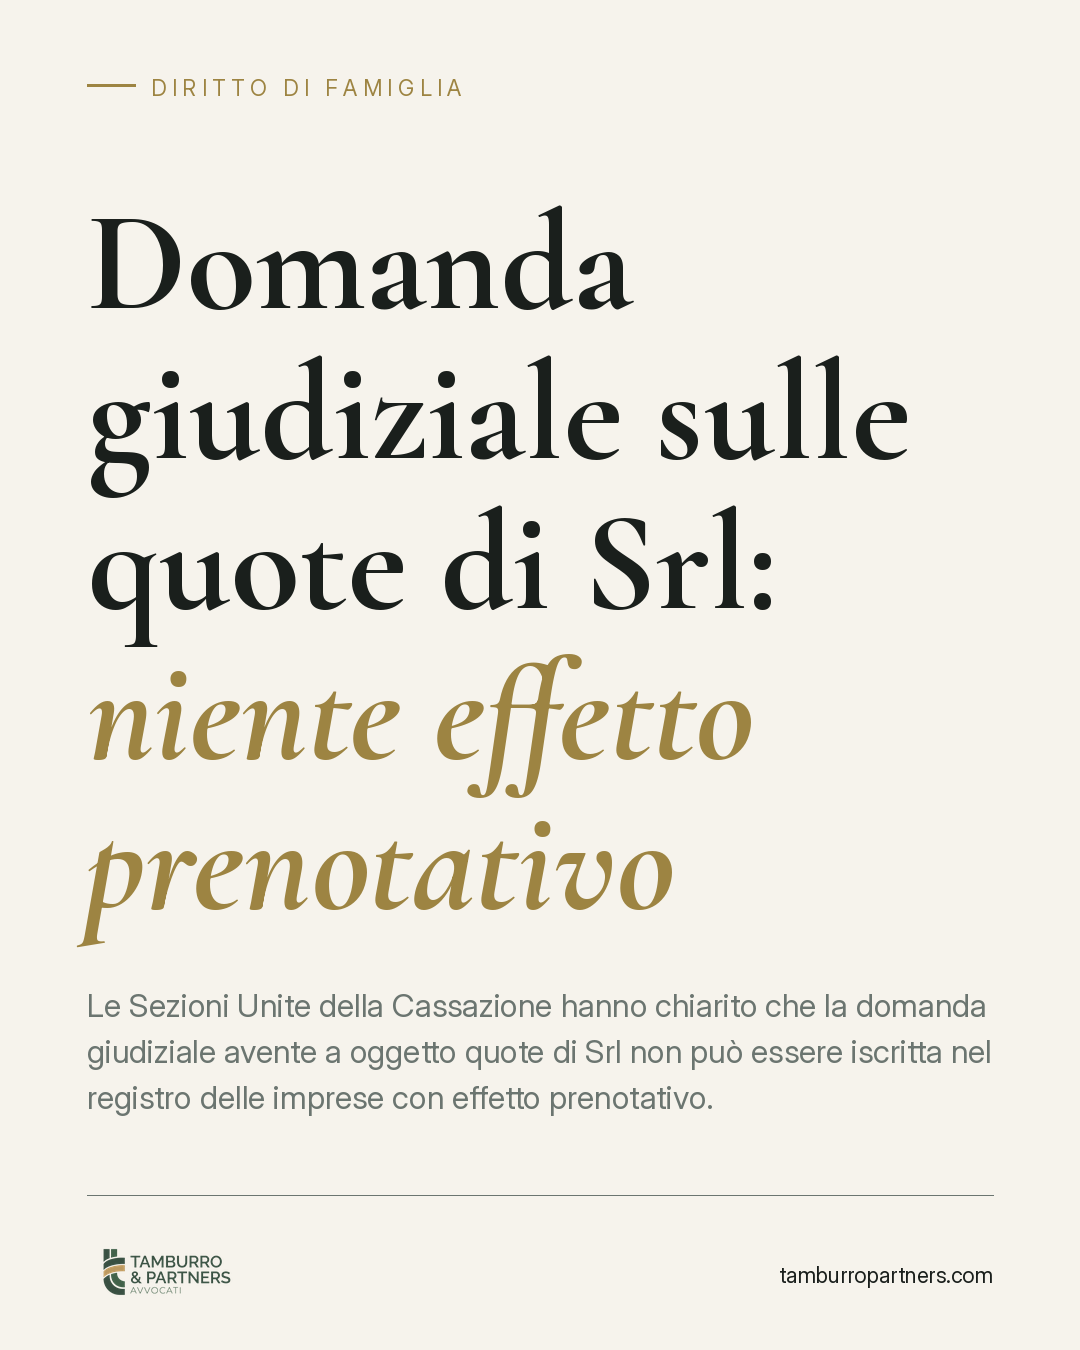 DIRITTO DI FAMIGLIA
Domanda
giudiziale sulle
quote di Srl:
niente effetto
prenotativo
Le Sezioni Unite della Cassazione hanno chiarito che la domanda
giudiziale avente a oggetto quote di Srl non può essere iscritta nel
registro delle imprese con effetto prenotativo.
TAMBURRO
& PARTNERS
AVVOCATI
tamburropartners.com